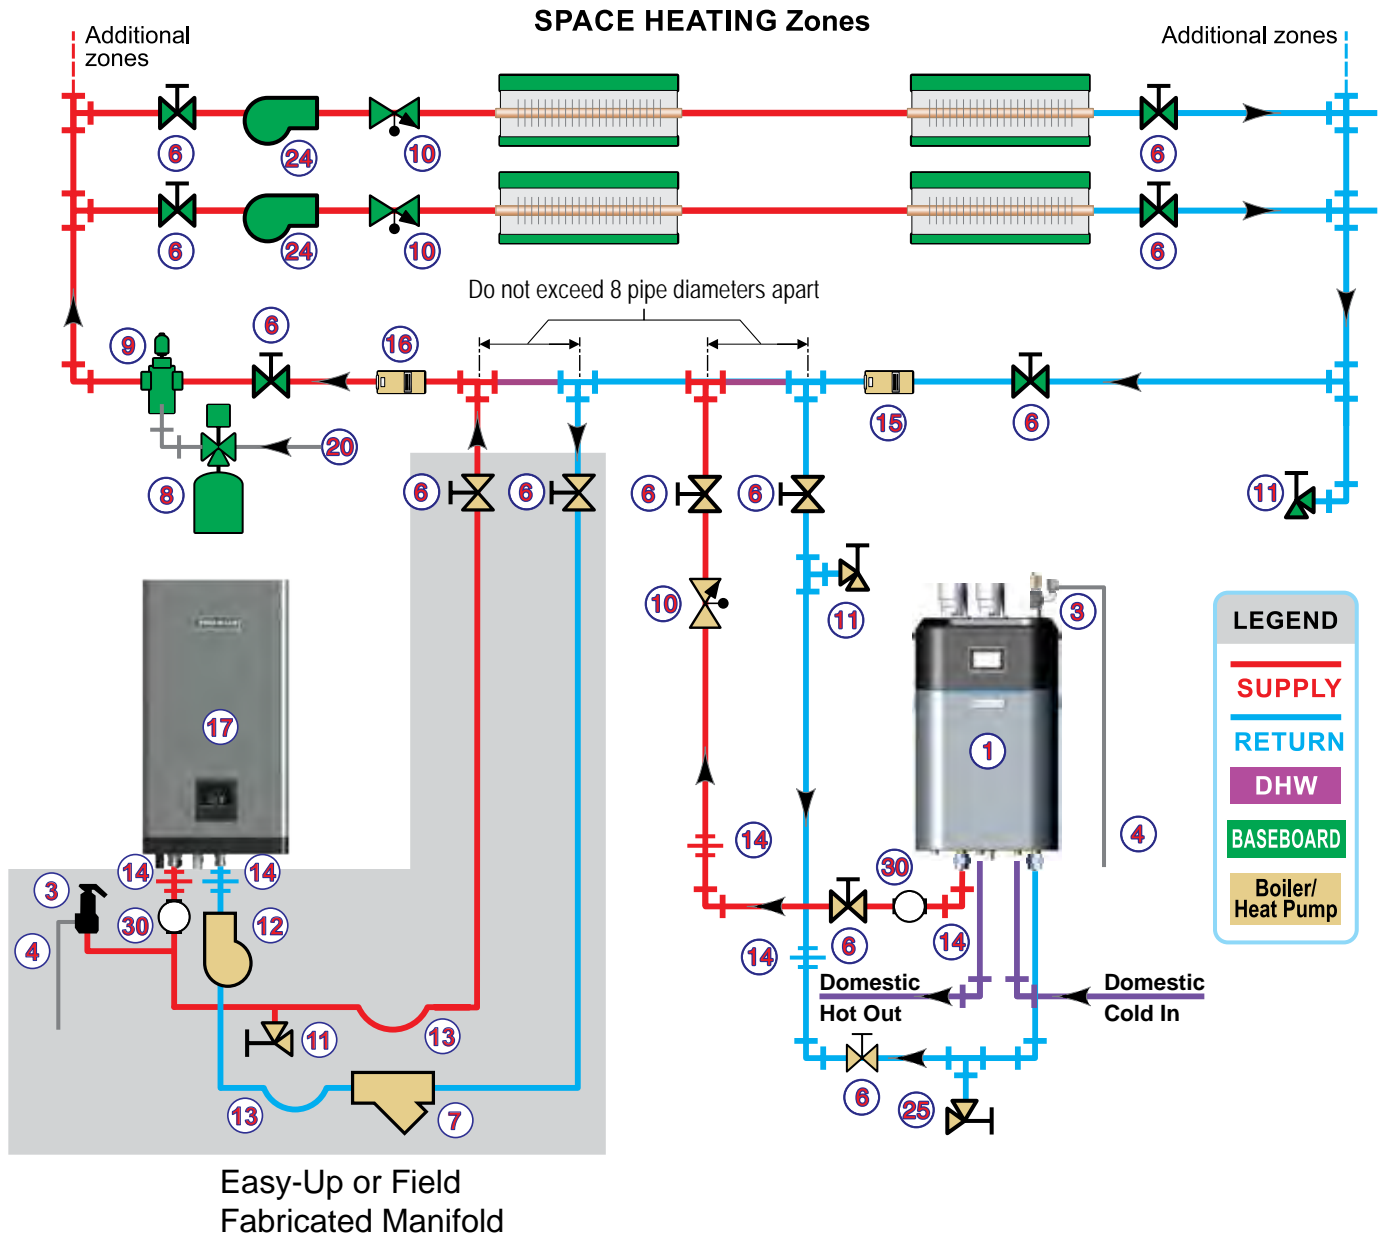 SPACE HEATING Zones
Additional
zones
Additional zones
6
24
10
6
6
24
10
6
Do not exceed 8 pipe diameters apart
9
6
16
15
6
20
8
6
6
6
6
11
10
11
3
LEGEND
SUPPLY
RETURN
DHW
BASEBOARD
Boiler/
Heat Pump
17
1
4
14
14
14
30
3
30
12
4
6
14
14
Domestic
Hot Out
Domestic
Cold In
11
13
13
7
6
25
Easy-Up or Field
Fabricated Manifold